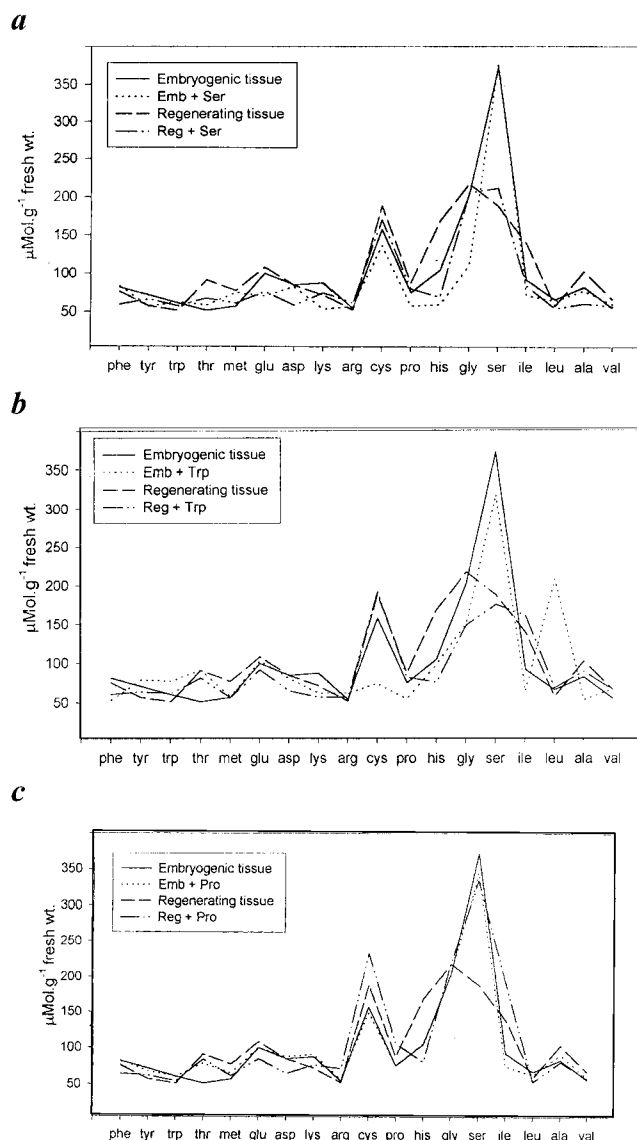 a
350
300
250
200
150
100
50
μMol.g⁻¹ fresh wt.
Embryogenic tissue
Emb + Ser
Regenerating tissue
Reg + Ser
phe tyr trp thr met glu asp lys arg cys pro his gly ser ile leu ala val
b
350
300
250
200
150
100
50
μMol.g⁻¹ fresh wt.
Embryogenic tissue
Emb + Trp
Regenerating tissue
Reg + Trp
phe tyr trp thr met glu asp lys arg cys pro his gly ser ile leu ala val
c
350
300
250
200
150
100
50
μMol.g⁻¹ fresh wt.
Embryogenic tissue
Emb + Pro
Regenerating tissue
Reg + Pro
phe tyr trp thr met glu asp lys arg cys pro his gly ser ile leu ala val